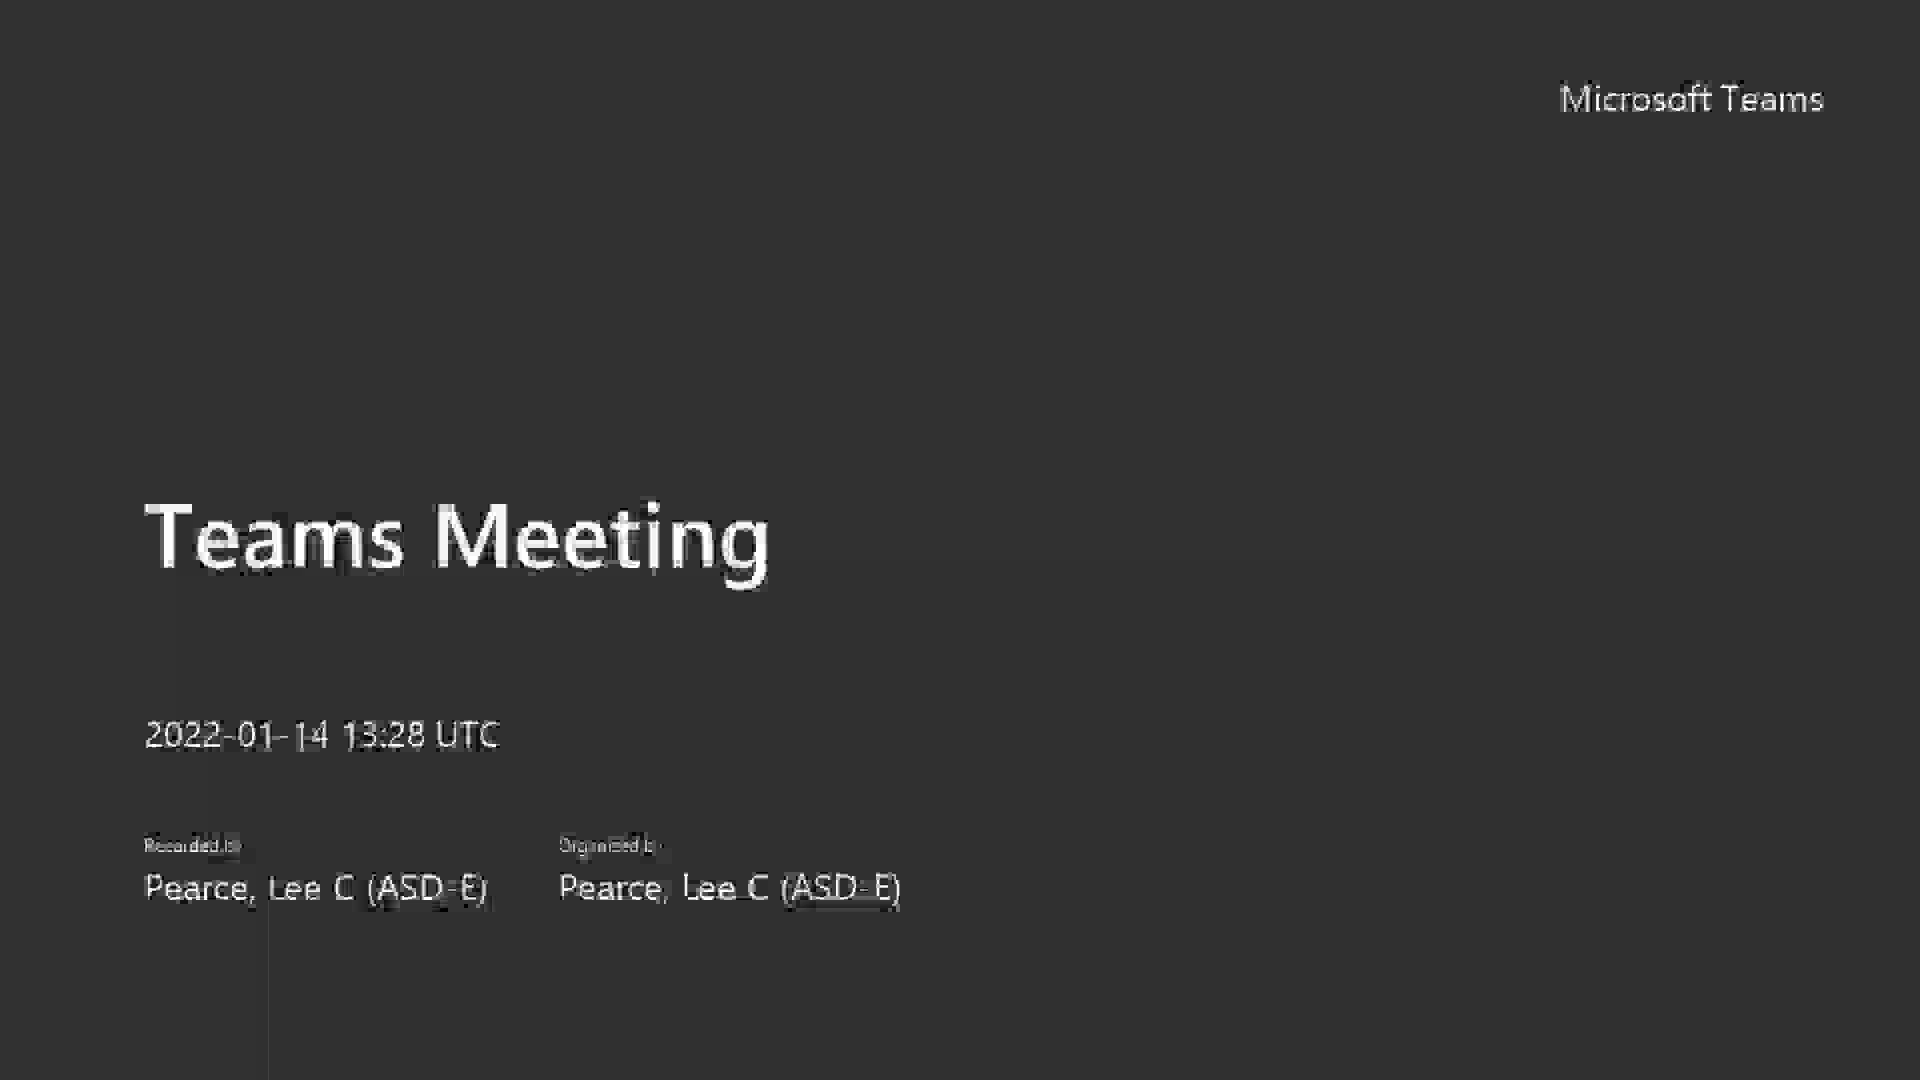 Microsoft Teams
Teams Meeting
2022-01-14 13:28 UTC
Recorded by
Organized by
Pearce, Lee C (ASD-E)
Pearce, Lee C (ASD-E)